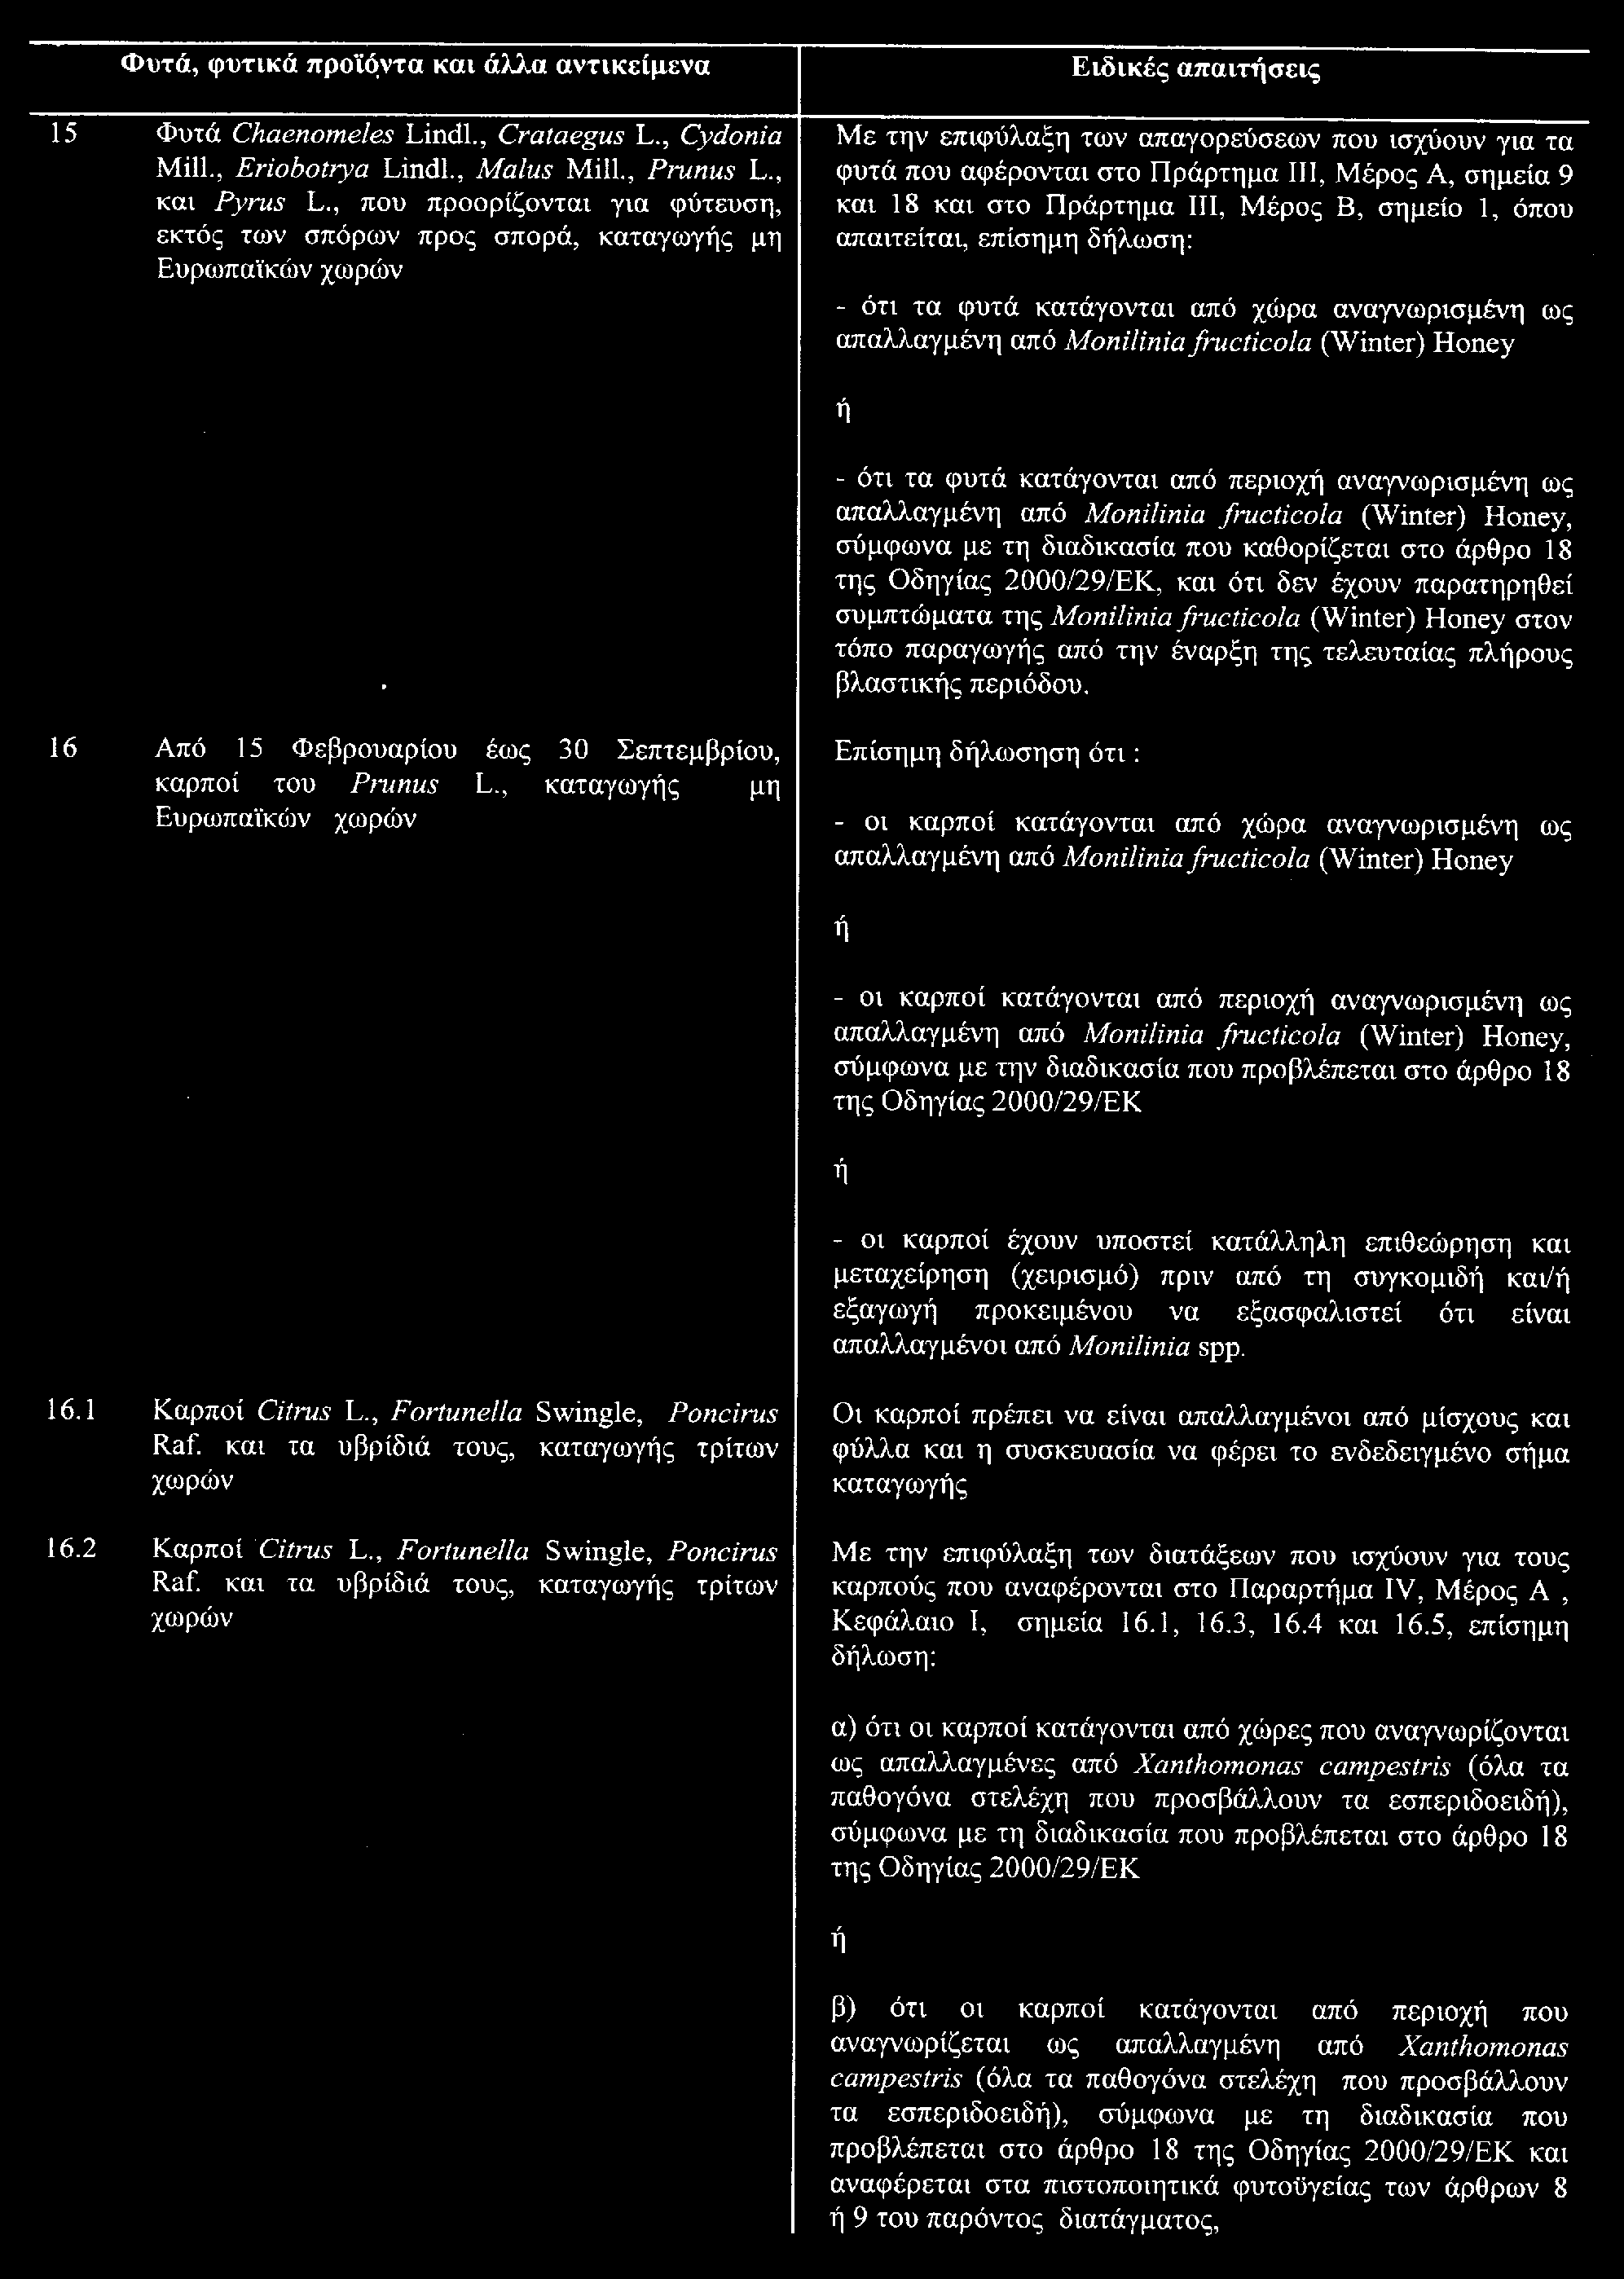 Φυτά, φυτικά προϊόντα και άλλα αντικείμενα
Ειδικές απαιτήσεις
15 Φυτά Chaenomeles Lindl., Crataegus L., Cydonia
Mill., Eriobotrya Lindl., Malus Mill., Prunus L.,
και Pyrus L., που προορίζονται για φύτευση,
εκτός των σπόρων προς σπορά, καταγωγής μη
Ευρωπαϊκών χωρών
Με την επιφύλαξη των απαγορεύσεων που ισχύουν για τα
φυτά που αφέρονται στο Πράρτημα ΙΙΙ, Μέρος Α, σημεία 9
και 18 και στο Πράρτημα ΙΙΙ, Μέρος Β, σημείο 1, όπου
απαιτείται, επίσημη δήλωση:
- ότι τα φυτά κατάγονται από χώρα αναγνωρισμένη ως
απαλλαγμένη από Monilinia fructicola (Winter) Honey
ή
- ότι τα φυτά κατάγονται από περιοχή αναγνωρισμένη ως
απαλλαγμένη από Monilinia fructicola (Winter) Honey,
σύμφωνα με τη διαδικασία που καθορίζεται στο άρθρο 18
της Οδηγίας 2000/29/ΕΚ, και ότι δεν έχουν παρατηρηθεί
συμπτώματα της Monilinia fructicola (Winter) Honey στον
τόπο παραγωγής από την έναρξη της τελευταίας πλήρους
βλαστικής περιόδου.
16 Από 15 Φεβρουαρίου έως 30 Σεπτεμβρίου,
καρποί του Prunus L., καταγωγής μη
Ευρωπαϊκών χωρών
Επίσημη δήλωσηση ότι :
- οι καρποί κατάγονται από χώρα αναγνωρισμένη ως
απαλλαγμένη από Monilinia fructicola (Winter) Honey
ή
- οι καρποί κατάγονται από περιοχή αναγνωρισμένη ως
απαλλαγμένη από Monilinia fructicola (Winter) Honey,
σύμφωνα με την διαδικασία που προβλέπεται στο άρθρο 18
της Οδηγίας 2000/29/ΕΚ
ή
- οι καρποί έχουν υποστεί κατάλληλη επιθεώρηση και
μεταχείρηση (χειρισμό) πριν από τη συγκομιδή και/ή
εξαγωγή προκειμένου να εξασφαλιστεί ότι είναι
απαλλαγμένοι από Monilinia spp.
16.1 Καρποί Citrus L., Fortunella Swingle, Poncirus
Raf. και τα υβρίδιά τους, καταγωγής τρίτων
χωρών
Οι καρποί πρέπει να είναι απαλλαγμένοι από μίσχους και
φύλλα και η συσκευασία να φέρει το ενδεδειγμένο σήμα
καταγωγής
16.2 Καρποί Citrus L., Fortunella Swingle, Poncirus
Raf. και τα υβρίδιά τους, καταγωγής τρίτων
χωρών
Με την επιφύλαξη των διατάξεων που ισχύουν για τους
καρπούς που αναφέρονται στο Παραρτήμα IV, Μέρος Α ,
Κεφάλαιο Ι, σημεία 16.1, 16.3, 16.4 και 16.5, επίσημη
δήλωση:
α) ότι οι καρποί κατάγονται από χώρες που αναγνωρίζονται
ως απαλλαγμένες από Xanthomonas campestris (όλα τα
παθογόνα στελέχη που προσβάλλουν τα εσπεριδοειδή),
σύμφωνα με τη διαδικασία που προβλέπεται στο άρθρο 18
της Οδηγίας 2000/29/ΕΚ
ή
β) ότι οι καρποί κατάγονται από περιοχή που
αναγνωρίζεται ως απαλλαγμένη από Xanthomonas
campestris (όλα τα παθογόνα στελέχη που προσβάλλουν
τα εσπεριδοειδή), σύμφωνα με τη διαδικασία που
προβλέπεται στο άρθρο 18 της Οδηγίας 2000/29/ΕΚ και
αναφέρεται στα πιστοποιητικά φυτοϋγείας των άρθρων 8
ή 9 του παρόντος διατάγματος,